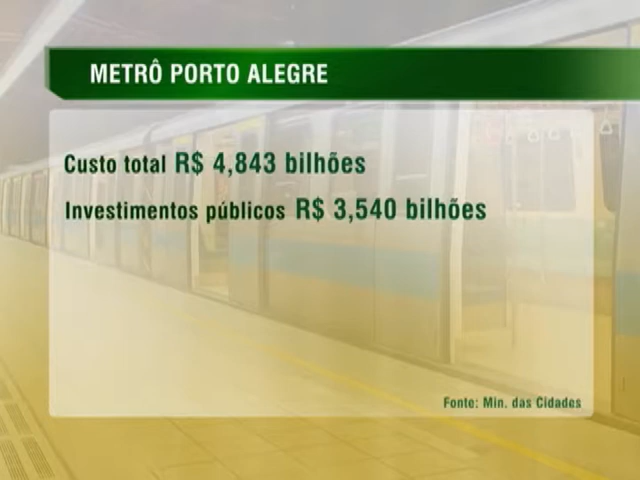 METRÔ PORTO ALEGRE
Custo total R$ 4,843 bilhões
Investimentos públicos R$ 3,540 bilhões
Fonte: Min. das Cidades